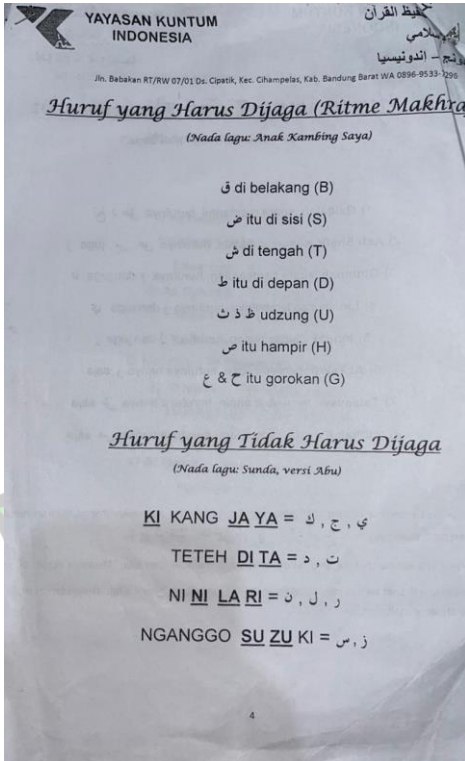 YAYASAN KUNTUM
INDONESIA
تحفيظ القرآن
– اندونيسيا
Jln. Babakan RT/RW 07/01 Ds. Cipatik, Kec. Cihampelas, Kab. Bandung Barat WA 0896-9533-7296
Huruf yang Harus Dijaga (Ritme Makhra
(Nada lagu: Anak Kambing Saya)
ق di belakang (B)
ض itu di sisi (S)
ش di tengah (T)
ط itu di depan (D)
ظ ذ ث udzung (U)
ص itu hampir (H)
ح & ع itu gorokan (G)
Huruf yang Tidak Harus Dijaga
(Nada lagu: Sunda, versi Abu)
KI KANG JA YA = ي , ج , ك
TETEH DI TA = ت , د
NI NI LA RI = ر , ل , ن
NGANGGO SU ZU KI = ز , س
4